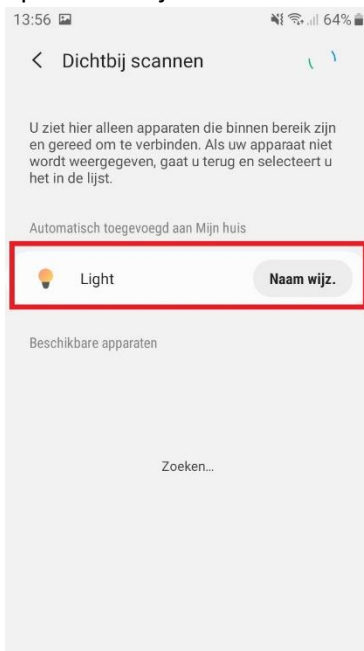 13:56 64%
Dichtbij scannen
U ziet hier alleen apparaten die binnen bereik zijn
en gereed om te verbinden. Als uw apparaat niet
wordt weergegeven, gaat u terug en selecteert u
het in de lijst.
Automatisch toegevoegd aan Mijn huis
Light Naam wijz.
Beschikbare apparaten
Zoeken...